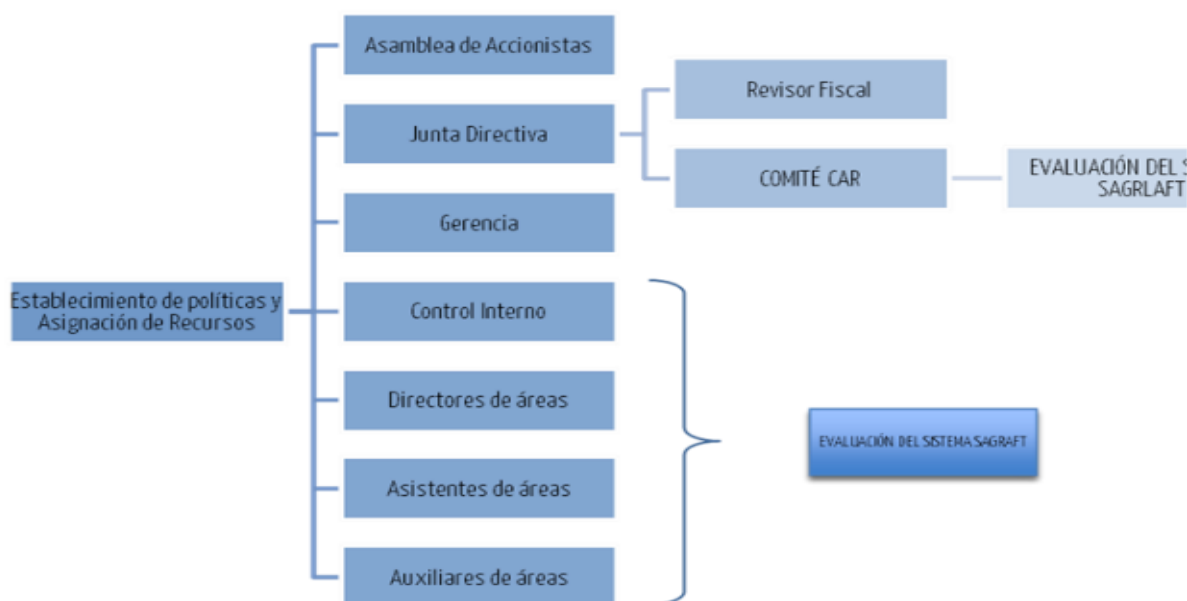 Asamblea de Accionistas
Revisor Fiscal
Junta Directiva
COMITÉ CAR
EVALUACIÓN DEL
SAGRLAFT
Gerencia
Establecimiento de políticas y
Asignación de Recursos
Control Interno
Directores de áreas
EVALUACIÓN DEL SISTEMA SAGRAFT
Asistentes de áreas
Auxiliares de áreas